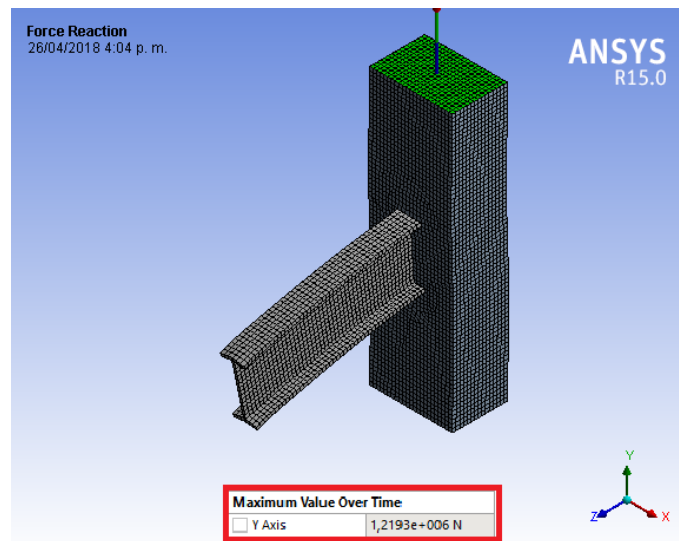 Force Reaction
26/04/2018 4:04 p. m.
ANSYS
R15.0
Y
Z
X
Maximum Value Over Time
Y Axis 1,2193e+006 N